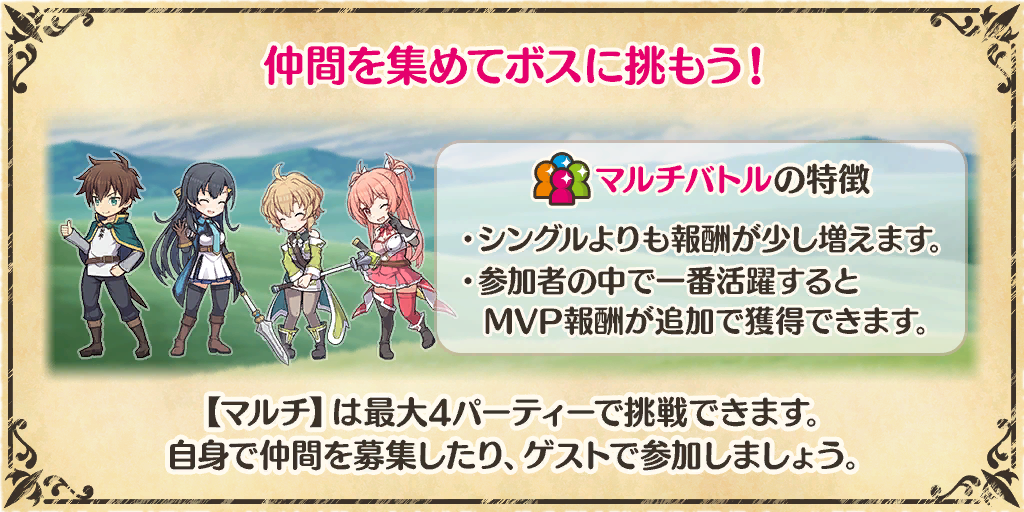 仲間を集めてボスに挑もう！
マルチバトルの特徴
・シングルよりも報酬が少し増えます。
・参加者の中で一番活躍すると
MVP報酬が追加で獲得できます。
【マルチ】は最大4パーティーで挑戦できます。
自身で仲間を募集したり、ゲストで参加しましょう。